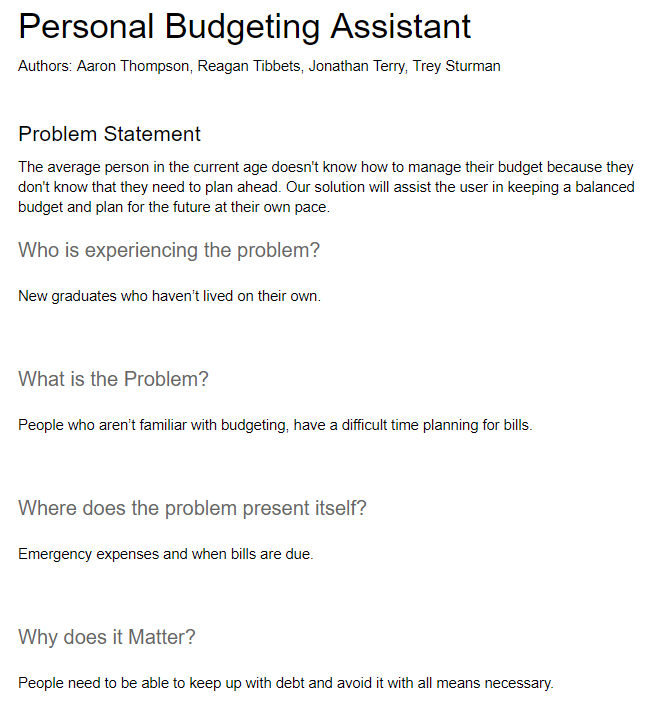 Personal Budgeting Assistant
Authors: Aaron Thompson, Reagan Tibbets, Jonathan Terry, Trey Sturman
Problem Statement
The average person in the current age doesn't know how to manage their budget because they
don't know that they need to plan ahead. Our solution will assist the user in keeping a balanced
budget and plan for the future at their own pace.
Who is experiencing the problem?
New graduates who haven’t lived on their own.
What is the Problem?
People who aren’t familiar with budgeting, have a difficult time planning for bills.
Where does the problem present itself?
Emergency expenses and when bills are due.
Why does it Matter?
People need to be able to keep up with debt and avoid it with all means necessary.